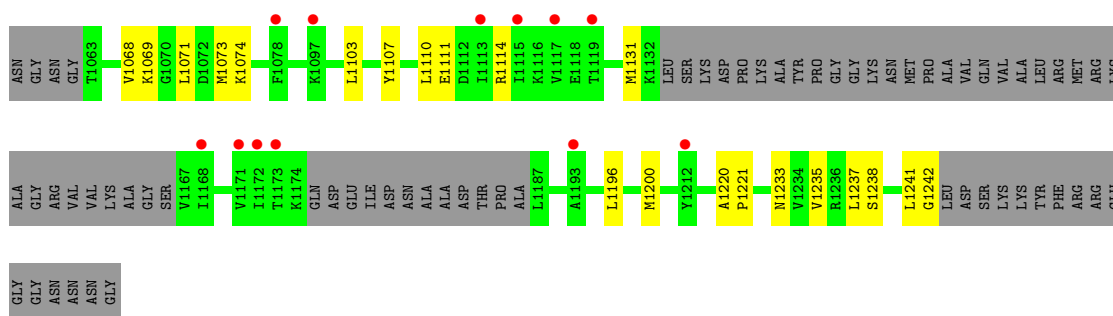 ASN GLY ASN GLY T1063 V1068 K1069 G1070 L1071 D1072 M1073 K1074 F1078 K1097 L1103 Y1107 L1110 E1111 D1112 I1113 R1114 I1115 K1116 V1117 E1118 T1119 M1131 K1132 LEU SER LYS ASP PRO LYS ALA TYR PRO GLY GLY LYS ASN MET PRO ALA VAL GLN VAL ALA LEU ARG MET ARG
ALA GLY ARG VAL VAL LYS ALA GLY SER V1167 I1168 V1171 I1172 T1173 K1174 GLN ASP GLU ILE ASP ASN ALA ALA ASP THR PRO ALA L1187 A1193 L1196 M1200 Y1212 A1220 P1221 N1233 V1234 V1235 R1236 L1237 S1238 L1241 G1242 LEU ASP SER LYS LYS TYR PHE ARG ARG
GLY GLY ASN ASN ASN GLY